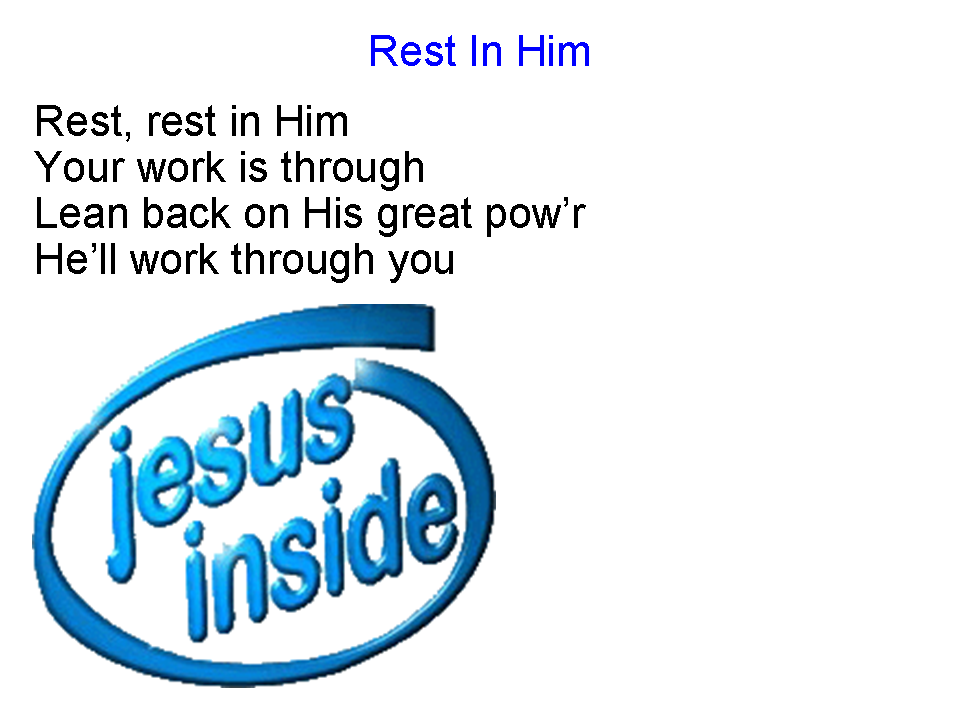 Rest In Him
Rest, rest in Him
Your work is through
Lean back on His great pow’r
He’ll work through you
jesus
inside